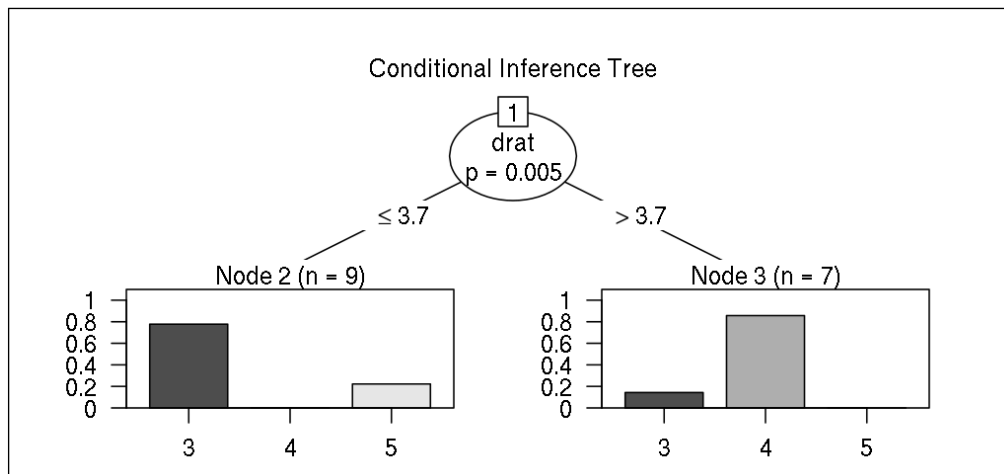 Conditional Inference Tree
1
drat
p = 0.005
≤ 3.7
> 3.7
Node 2 (n = 9)
1
0.8
0.6
0.4
0.2
0
3 4 5
Node 3 (n = 7)
1
0.8
0.6
0.4
0.2
0
3 4 5